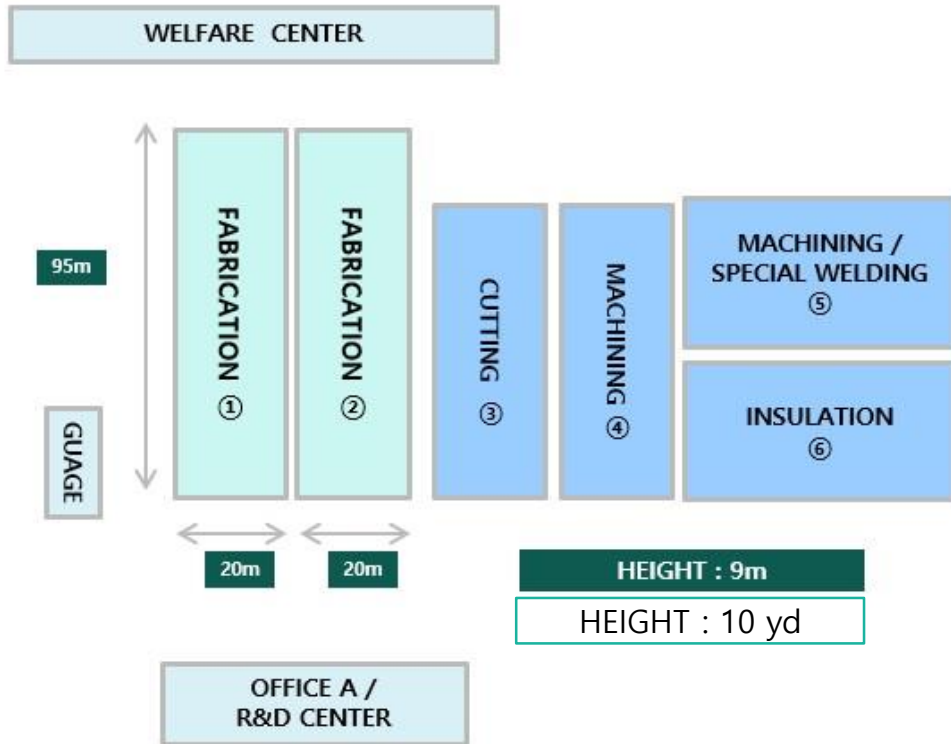 WELFARE CENTER
FABRICATION ①
FABRICATION ②
CUTTING ③
MACHINING ④
MACHINING /
SPECIAL WELDING
⑤
INSULATION
⑥
95m
GUAGE
20m
20m
HEIGHT : 9m
HEIGHT : 10 yd
OFFICE A /
R&D CENTER